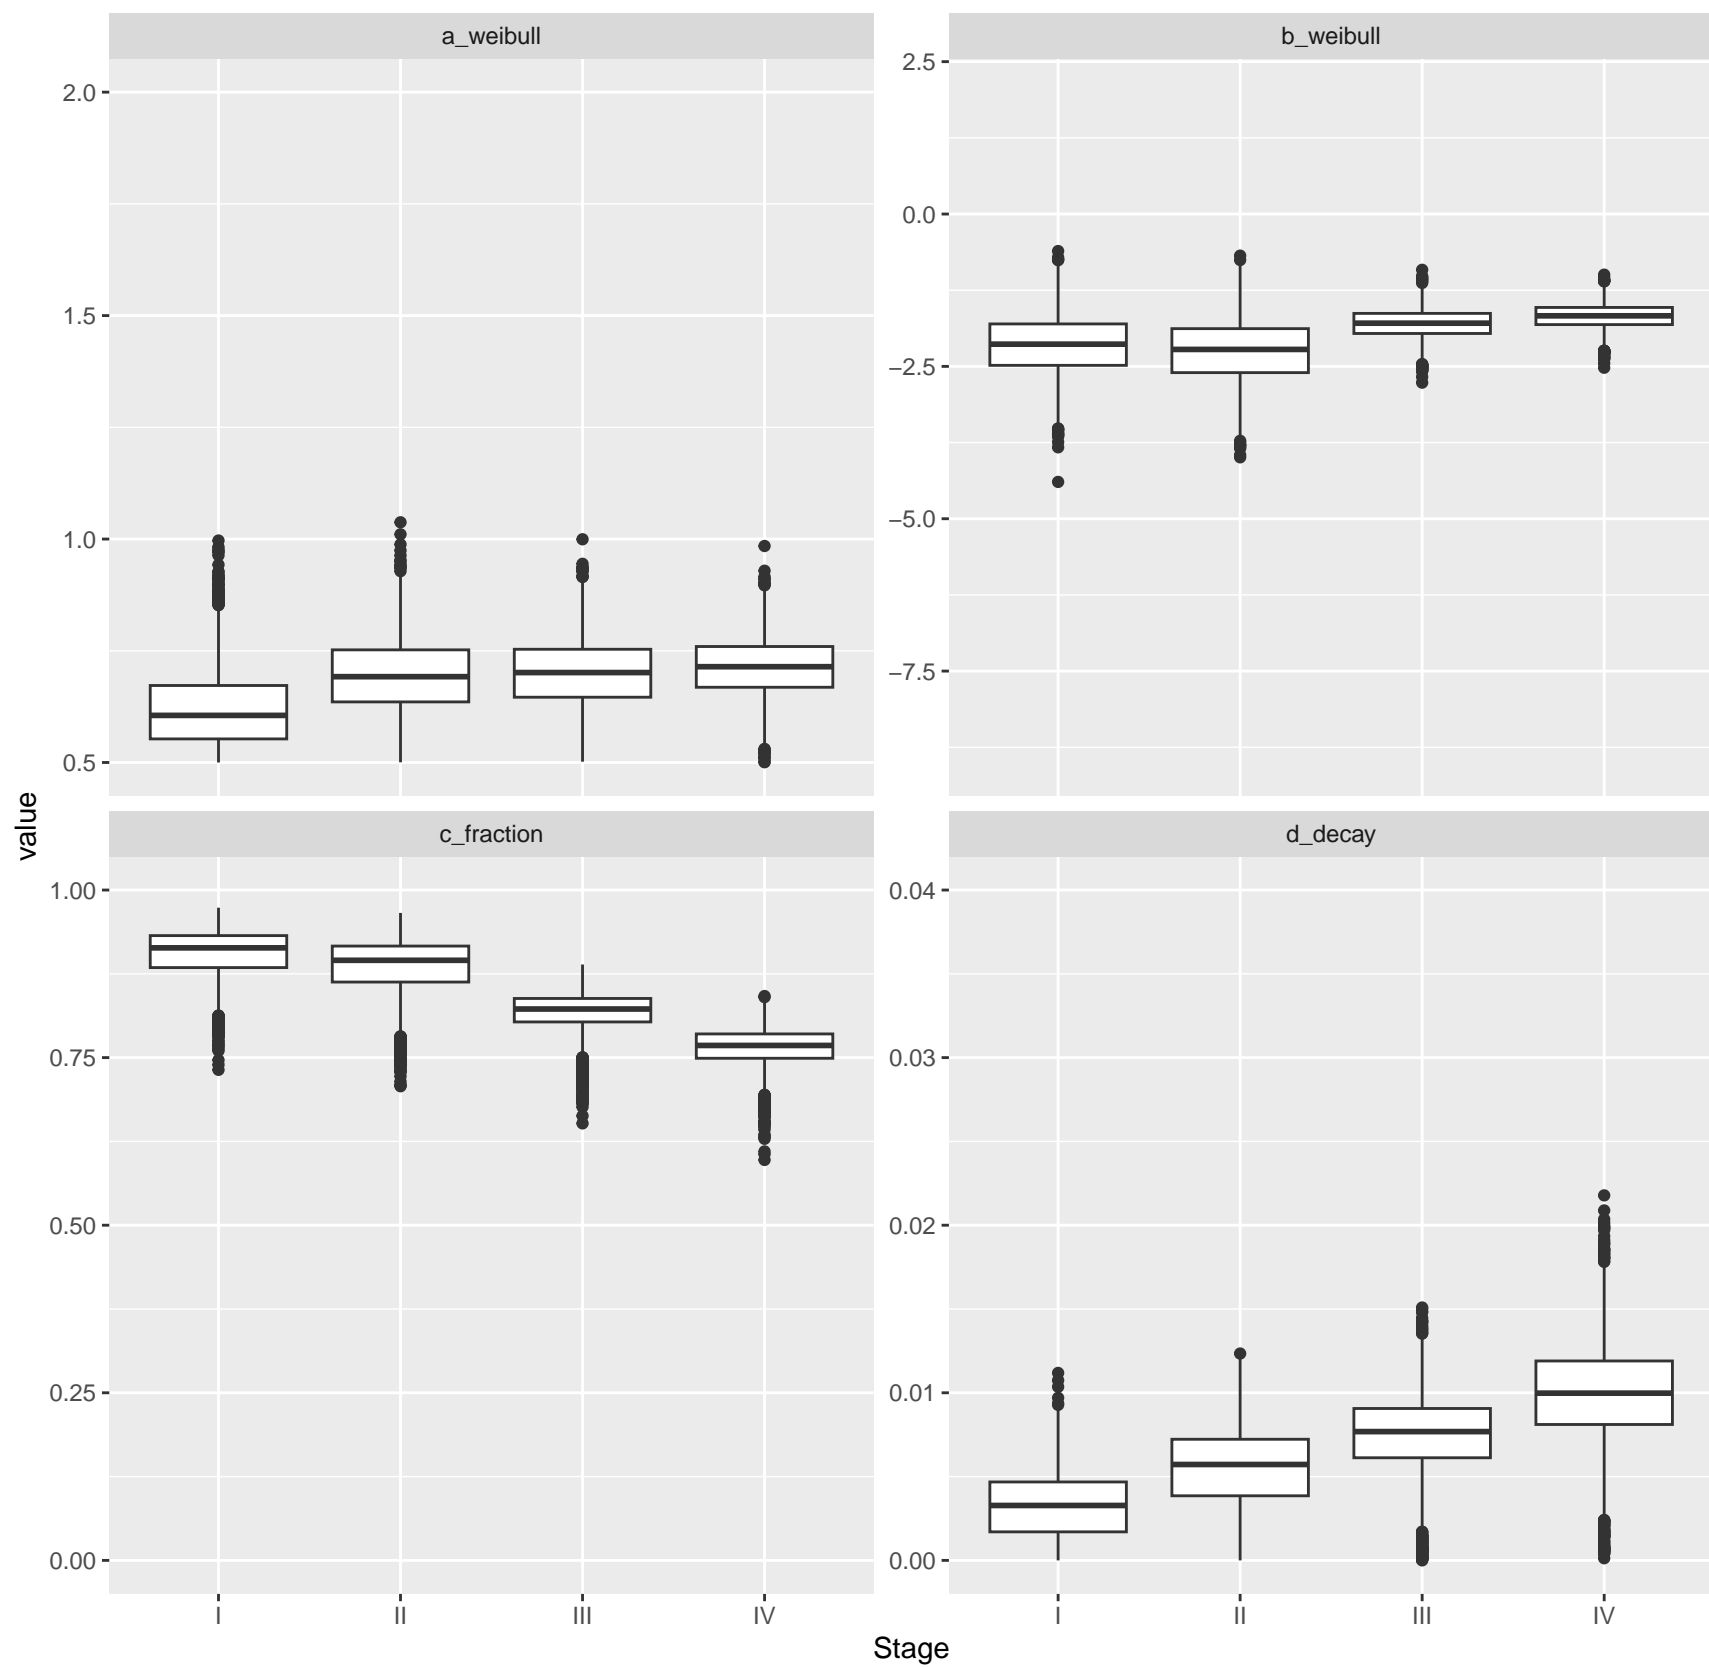 a_weibull
b_weibull
2.0
1.5
1.0
0.5
2.5
0.0
−2.5
−5.0
−7.5
value
c_fraction
d_decay
1.00
0.75
0.50
0.25
0.00
0.04
0.03
0.02
0.01
0.00
I II III IV
I II III IV
Stage